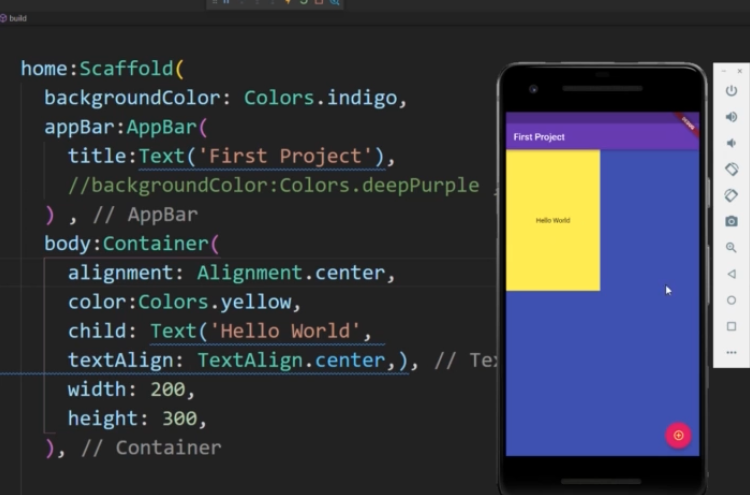 build
home:Scaffold(
backgroundColor: Colors.indigo,
appBar:AppBar(
title:Text('First Project'),
//backgroundColor:Colors.deepPurple
) , // AppBar
body:Container(
alignment: Alignment.center,
color:Colors.yellow,
child: Text('Hello World',
textAlign: TextAlign.center,), // Te
width: 200,
height: 300,
), // Container
First Project
Hello World